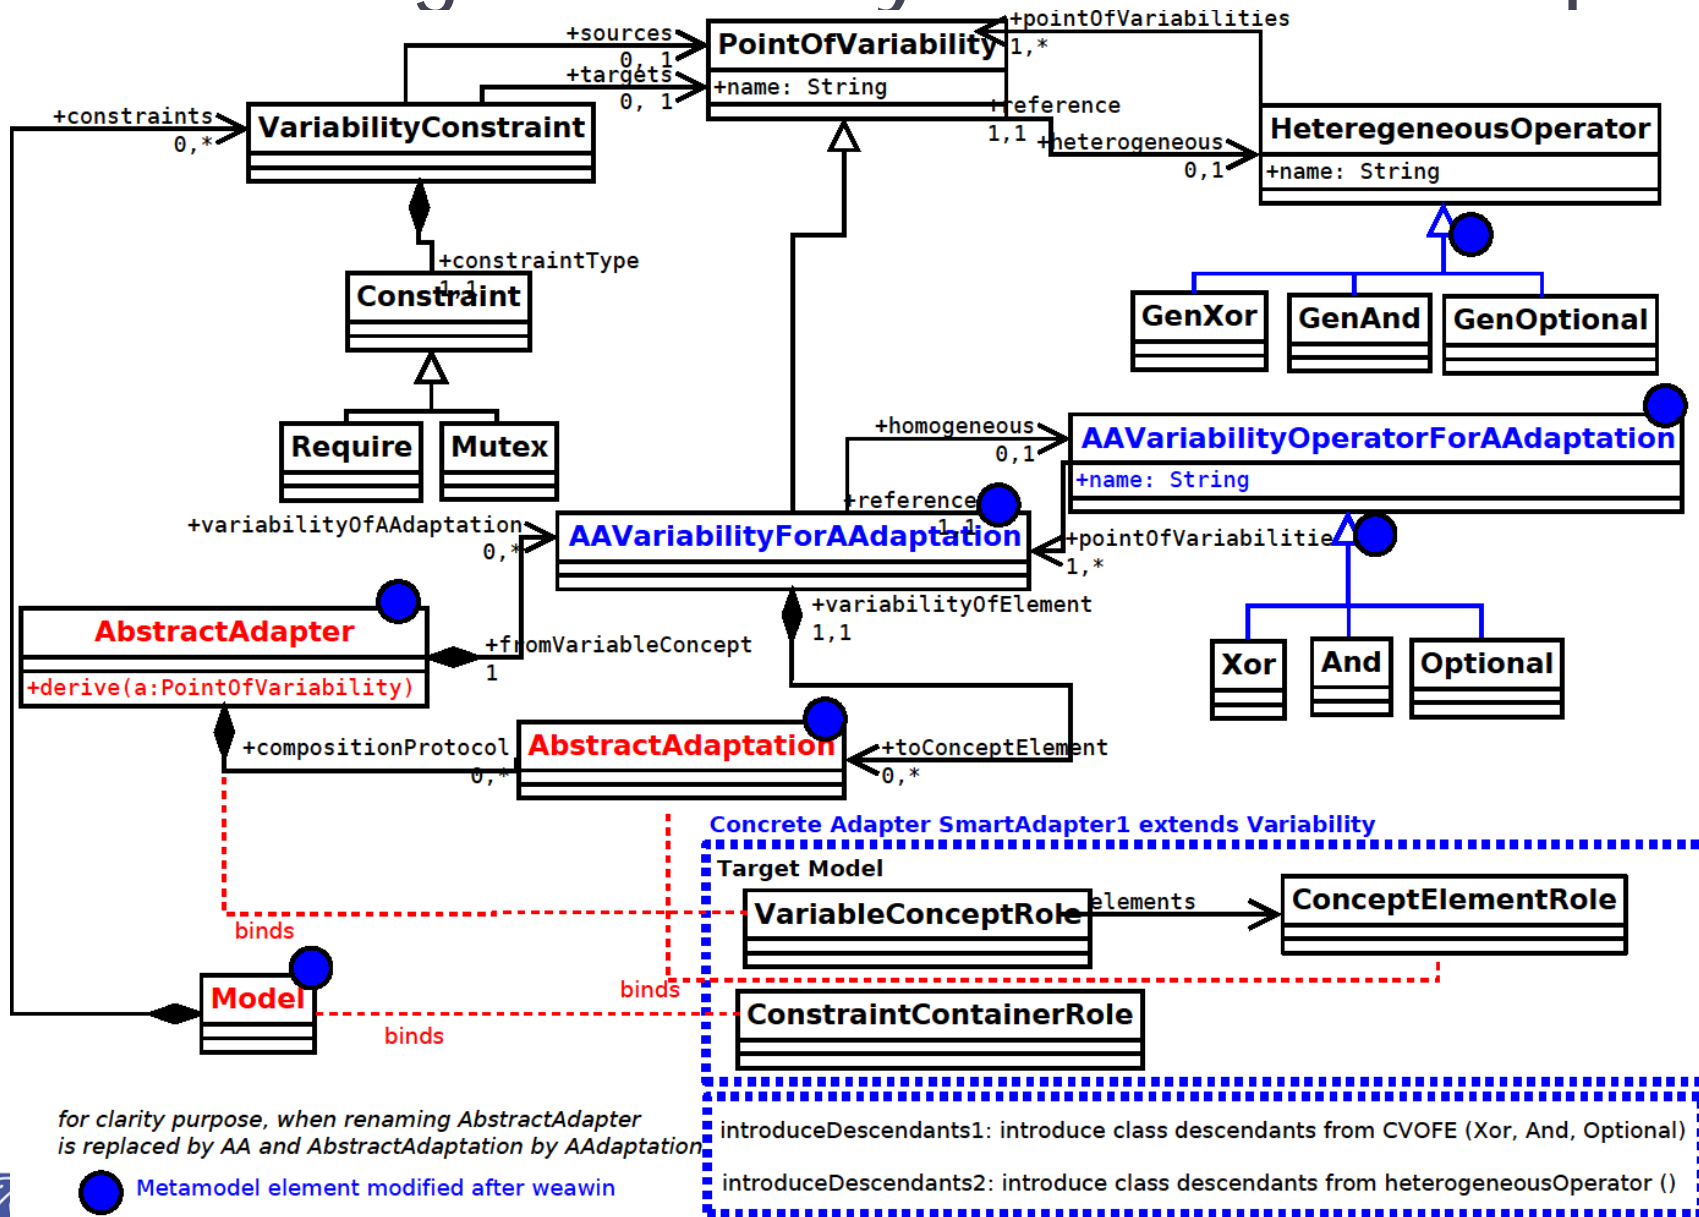 +pointOfVariabilities
1,*
+sources
0, 1
+targets
0, 1
PointOfVariability
+name: String
+reference
1,1
+heterogeneous
0,1
+constraints
0,*
VariabilityConstraint
HeteregeneousOperator
+name: String
+constraintType
1,1
Constraint
GenXor
GenAnd
GenOptional
Require
Mutex
+homogeneous
0,1
AAVariabilityOperatorForAAdaptation
+name: String
+reference
1,1
+variabilityOfAAdaptation
0,*
AAVariabilityForAAdaptation
+pointOfVariabilitie
1,*
+variabilityOfElement
1,1
AbstractAdapter
+derive(a:PointOfVariability)
+fromVariableConcept
1
Xor
And
Optional
+compositionProtocol
0,*
AbstractAdaptation
+toConceptElement
0,*
Concrete Adapter SmartAdapter1 extends Variability
Target Model
VariableConceptRole
elements
ConceptElementRole
binds
binds
Model
binds
ConstraintContainerRole
for clarity purpose, when renaming AbstractAdapter
is replaced by AA and AbstractAdaptation by AAdaptation
Metamodel element modified after weawin
introduceDescendants1: introduce class descendants from CVOFE (Xor, And, Optional)
introduceDescendants2: introduce class descendants from heterogeneousOperator ()